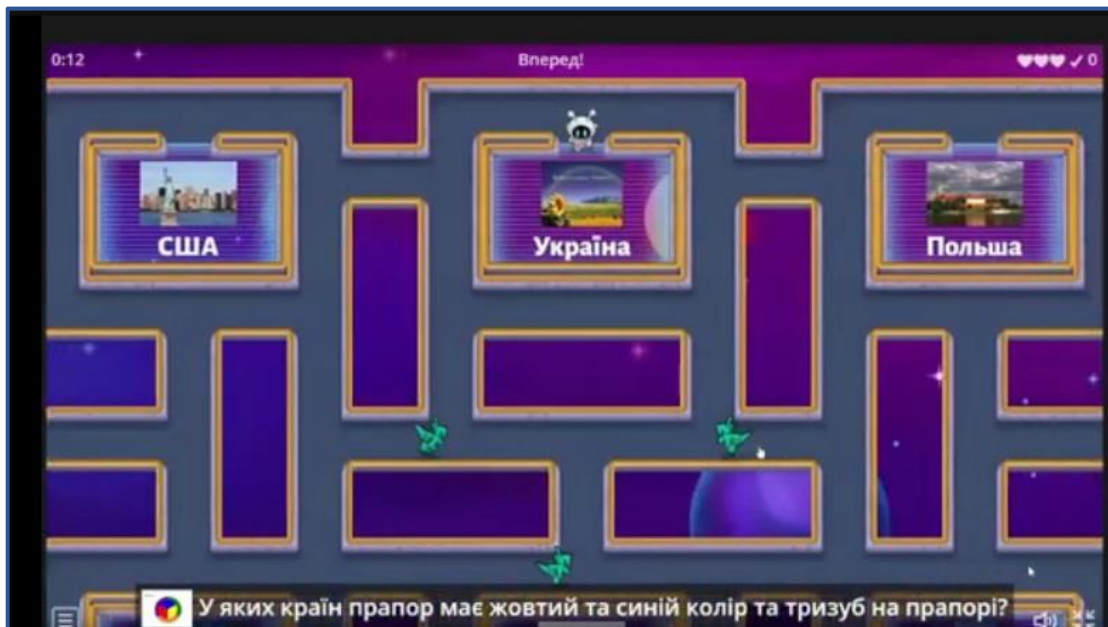 0:12
Вперед!
0
США
Україна
Польша
У яких країн прапор має жовтий та синій колір та тризуб на прапорі?